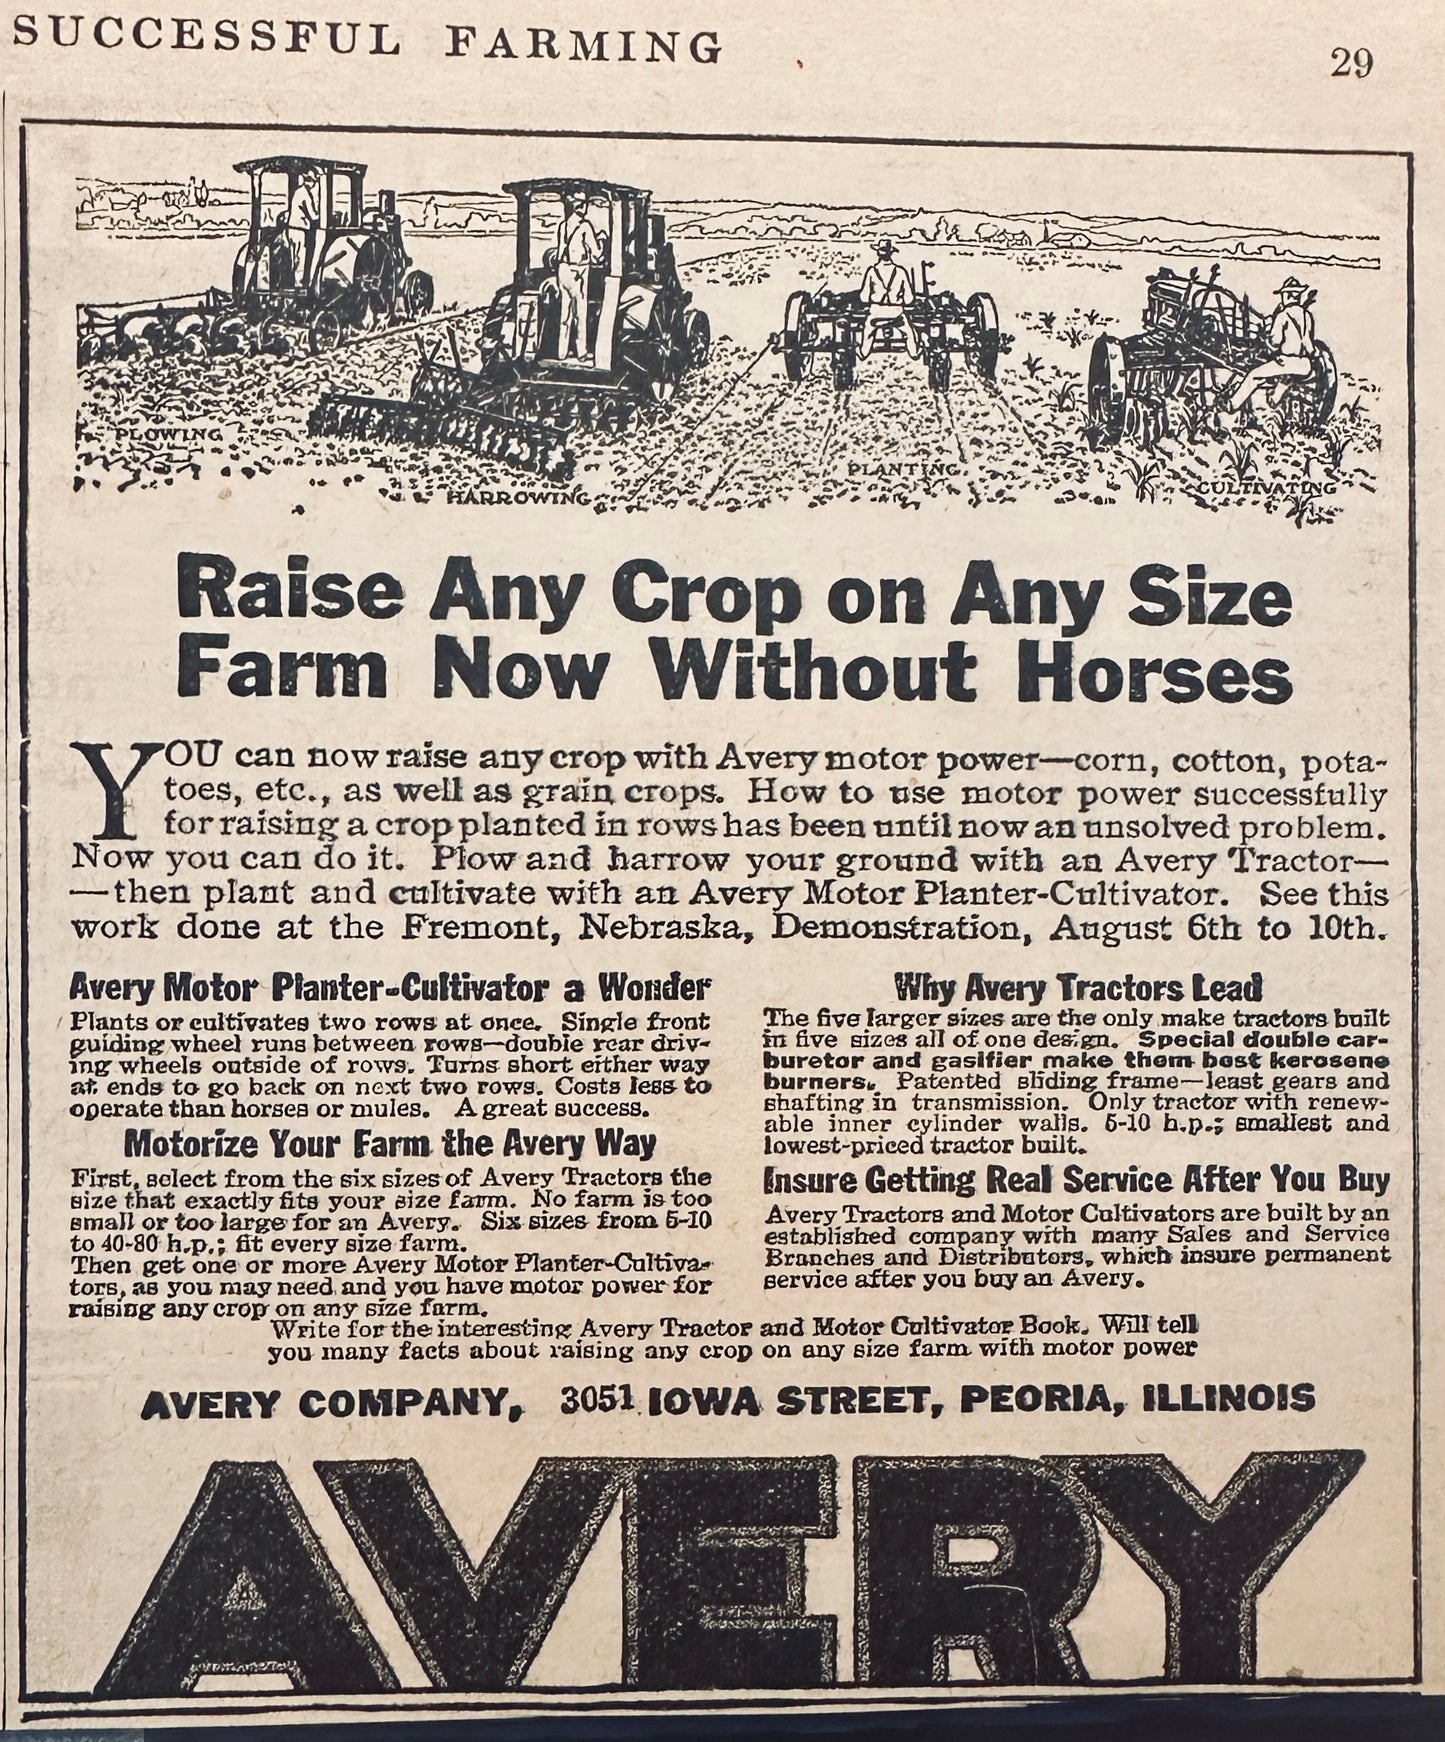 SUCCESSFUL FARMING
29
PLOWING
HARROWING
PLANTING
CULTIVATING
Raise Any Crop on Any Size
Farm Now Without Horses
YOU can now raise any crop with Avery motor power—corn, cotton, pota-
toes, etc., as well as grain crops. How to use motor power successfully
for raising a crop planted in rows has been until now an unsolved problem.
Now you can do it. Plow and harrow your ground with an Avery Tractor—
—then plant and cultivate with an Avery Motor Planter-Cultivator. See this
work done at the Fremont, Nebraska, Demonstration, August 6th to 10th.
Avery Motor Planter-Cultivator a Wonder
Plants or cultivates two rows at once. Single front
guiding wheel runs between rows—double rear driv-
ing wheels outside of rows. Turns short either way
at ends to go back on next two rows. Costs less to
operate than horses or mules. A great success.
Motorize Your Farm the Avery Way
First, select from the six sizes of Avery Tractors the
size that exactly fits your size farm. No farm is too
small or too large for an Avery. Six sizes from 5-10
to 40-80 h.p.; fit every size farm.
Then get one or more Avery Motor Planter-Cultiva-
tors, as you may need and you have motor power for
raising any crop on any size farm.
Why Avery Tractors Lead
The five larger sizes are the only make tractors built
in five sizes all of one design. Special double car-
buretor and gasifier make them best kerosene
burners. Patented sliding frame—least gears and
shafting in transmission. Only tractor with renew-
able inner cylinder walls. 5-10 h.p.; smallest and
lowest-priced tractor built.
Insure Getting Real Service After You Buy
Avery Tractors and Motor Cultivators are built by an
established company with many Sales and Service
Branches and Distributors, which insure permanent
service after you buy an Avery.
Write for the interesting Avery Tractor and Motor Cultivator Book. Will tell
you many facts about raising any crop on any size farm with motor power
AVERY COMPANY, 3051 IOWA STREET, PEORIA, ILLINOIS
AVERY